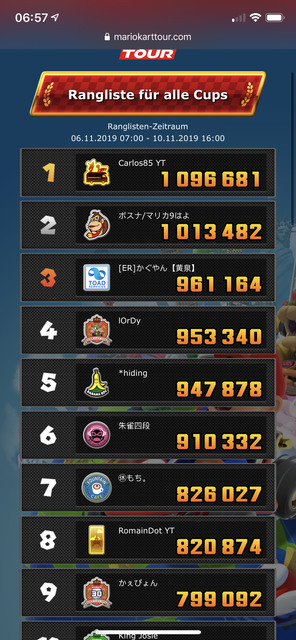 06:57
mariokarttour.com
TOUR
Rangliste für alle Cups
Ranglisten-Zeitraum
06.11.2019 07:00 - 10.11.2019 16:00
1 Carlos85 YT 1 096 681
2 ボスナ/マリカ9はよ 1 013 482
3 [ER]かぐやん【黄泉】 961 164
TOAD
4 lOrDy 953 340
5 *hiding 947 878
6 朱雀四段 910 332
7 ㊡もち。 826 027
8 RomainDot YT 820 874
9 かぇぴょん 799 092
30
King Josie